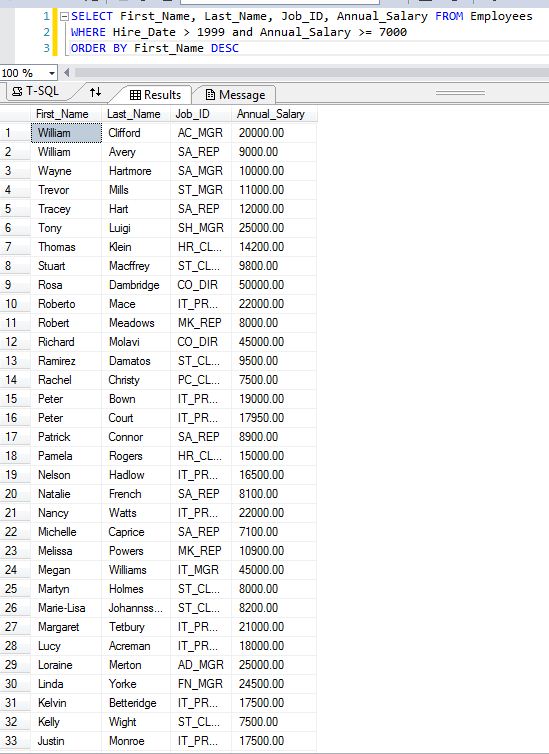 1 SELECT First_Name, Last_Name, Job_ID, Annual_Salary FROM Employees
2 WHERE Hire_Date > 1999 and Annual_Salary >= 7000
3 ORDER BY First_Name DESC
100 %
T-SQL Results Message
First_Name Last_Name Job_ID Annual_Salary
1 William Clifford AC_MGR 20000.00
2 William Avery SA_REP 9000.00
3 Wayne Hartmore SA_MGR 10000.00
4 Trevor Mills ST_MGR 11000.00
5 Tracey Hart SA_REP 12000.00
6 Tony Luigi SH_MGR 25000.00
7 Thomas Klein HR_CL... 14200.00
8 Stuart Macffrey ST_CL... 9800.00
9 Rosa Dambridge CO_DIR 50000.00
10 Roberto Mace IT_PR... 22000.00
11 Robert Meadows MK_REP 8000.00
12 Richard Molavi CO_DIR 45000.00
13 Ramirez Damatos ST_CL... 9500.00
14 Rachel Christy PC_CL... 7500.00
15 Peter Bown IT_PR... 19000.00
16 Peter Court IT_PR... 17950.00
17 Patrick Connor SA_REP 8900.00
18 Pamela Rogers HR_CL... 15000.00
19 Nelson Hadlow IT_PR... 16500.00
20 Natalie French SA_REP 8100.00
21 Nancy Watts IT_PR... 22000.00
22 Michelle Caprice SA_REP 7100.00
23 Melissa Powers MK_REP 10900.00
24 Megan Williams IT_MGR 45000.00
25 Martyn Holmes ST_CL... 8000.00
26 Marie-Lisa Johannss... ST_CL... 8200.00
27 Margaret Tetbury IT_PR... 21000.00
28 Lucy Acreman IT_PR... 18000.00
29 Loraine Merton AD_MGR 25000.00
30 Linda Yorke FN_MGR 24500.00
31 Kelvin Betteridge IT_PR... 17500.00
32 Kelly Wight ST_CL... 7500.00
33 Justin Monroe IT_PR... 17500.00